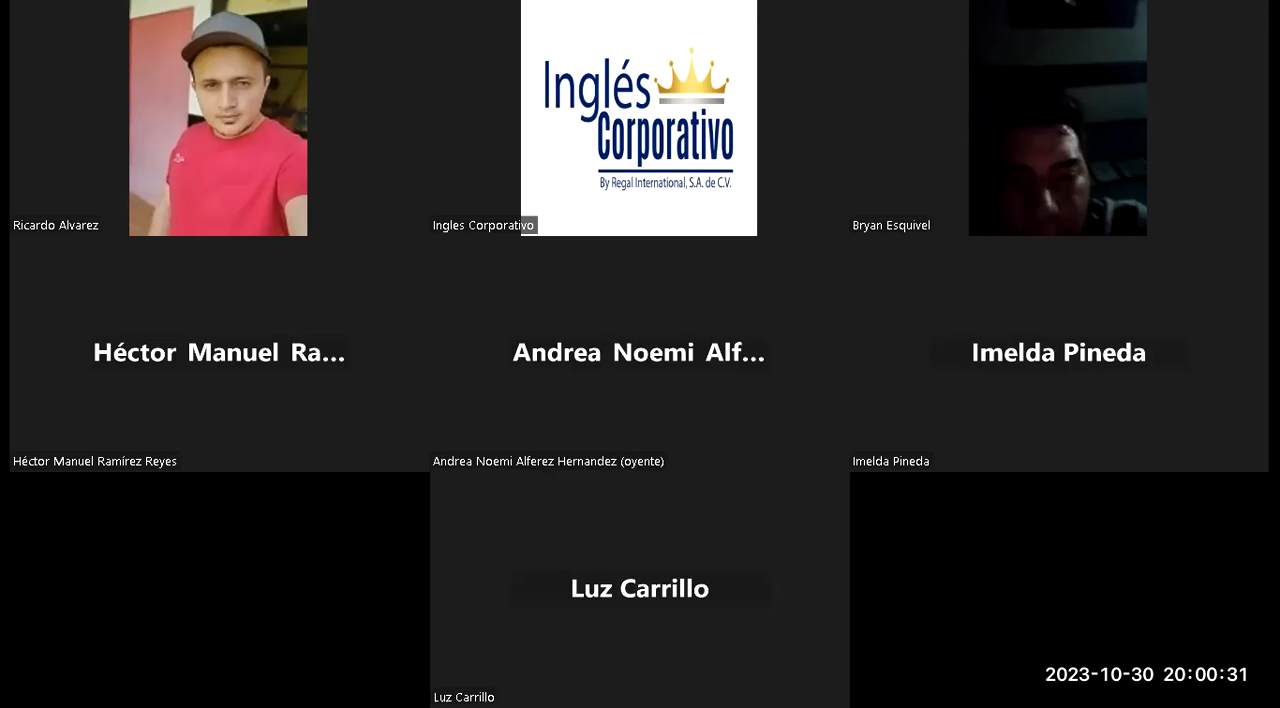 Inglés
Corporativo
By Regal International, S.A. de C.V.
Ricardo Alvarez
Ingles Corporativo
Bryan Esquivel
Héctor Manuel Ra...
Andrea Noemi Alf...
Imelda Pineda
Héctor Manuel Ramírez Reyes
Andrea Noemi Alferez Hernandez (oyente)
Imelda Pineda
Luz Carrillo
2023-10-30 20:00:31
Luz Carrillo